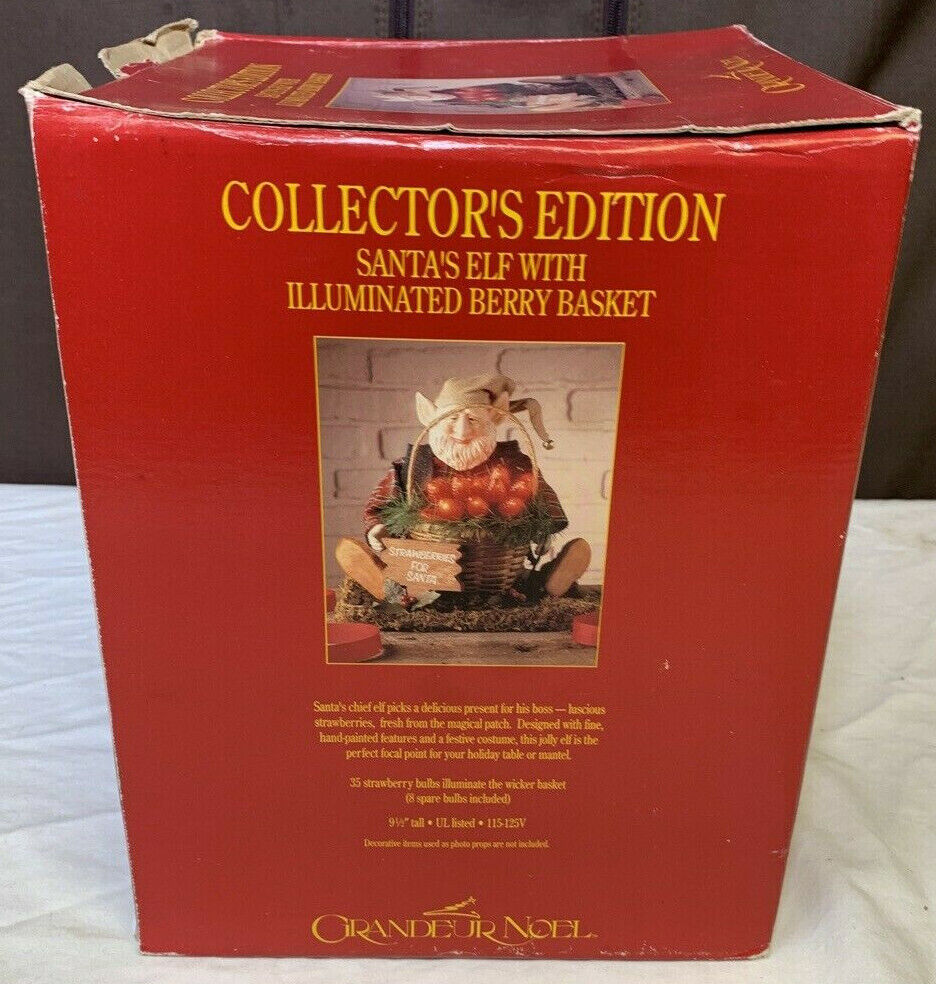 COLLECTOR'S EDITION
SANTA'S ELF WITH
ILLUMINATED BERRY BASKET
STRAWBERRIES
FOR
SANTA
Santa's chief elf picks a delicious present for his boss — luscious
strawberries, fresh from the magical patch. Designed with fine,
hand-painted features and a festive costume, this jolly elf is the
perfect focal point for your holiday table or mantel.
35 strawberry bulbs illuminate the wicker basket
(8 spare bulbs included)
9½" tall • UL listed • 115-125V
Decorative items used as photo props are not included.
GRANDEUR NOEL